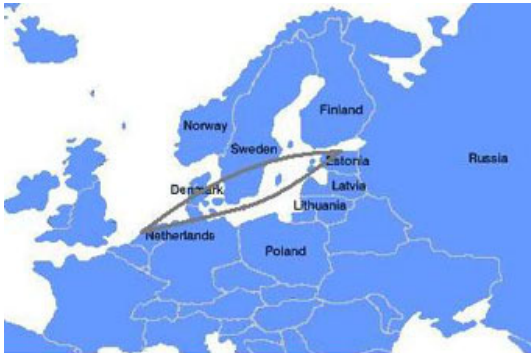 Finland
Norway
Sweden
Estonia
Russia
Denmark
Latvia
Lithuania
Netherlands
Poland